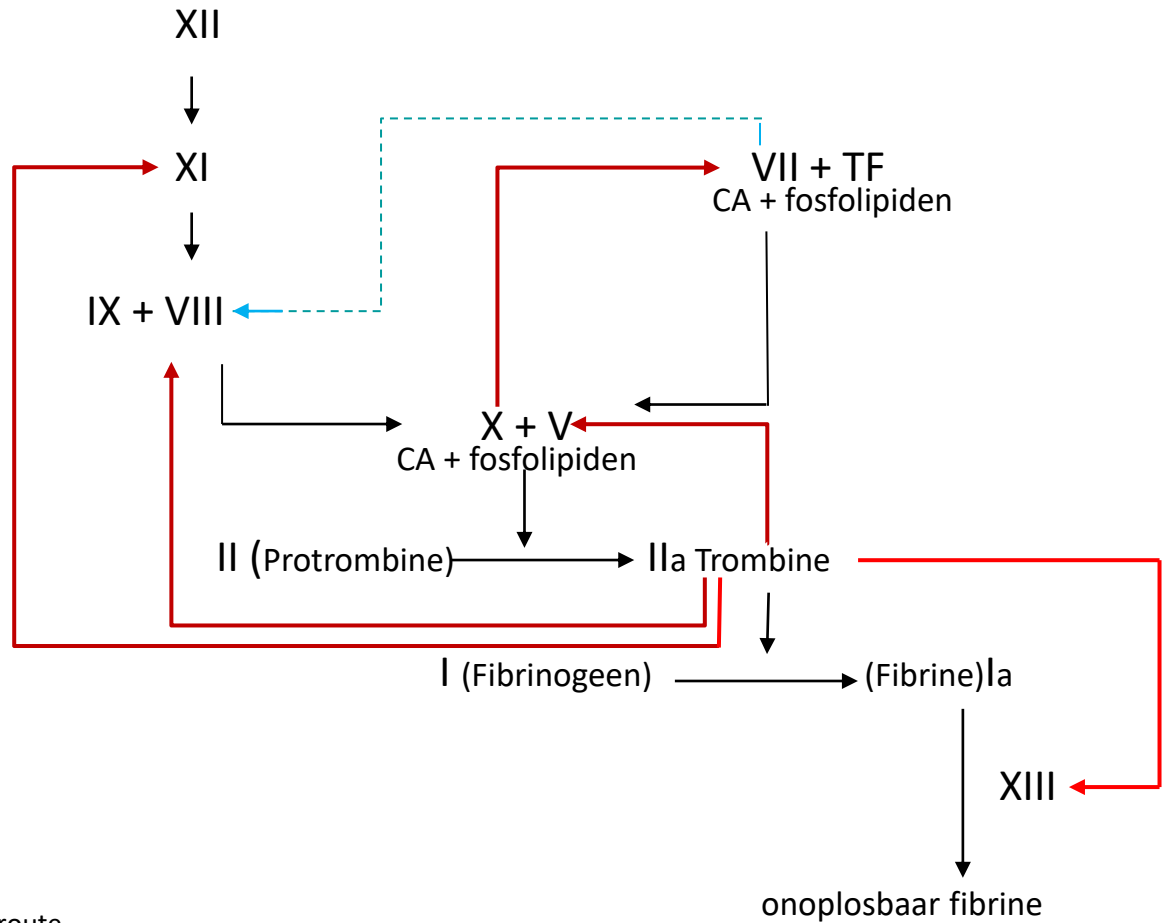 XII
XI
VII + TF
CA + fosfolipiden
IX + VIII
X + V
CA + fosfolipiden
II (Protrombine)
IIa Trombine
I (Fibrinogeen)
(Fibrine)Ia
XIII
onoplosbaar fibrine
route